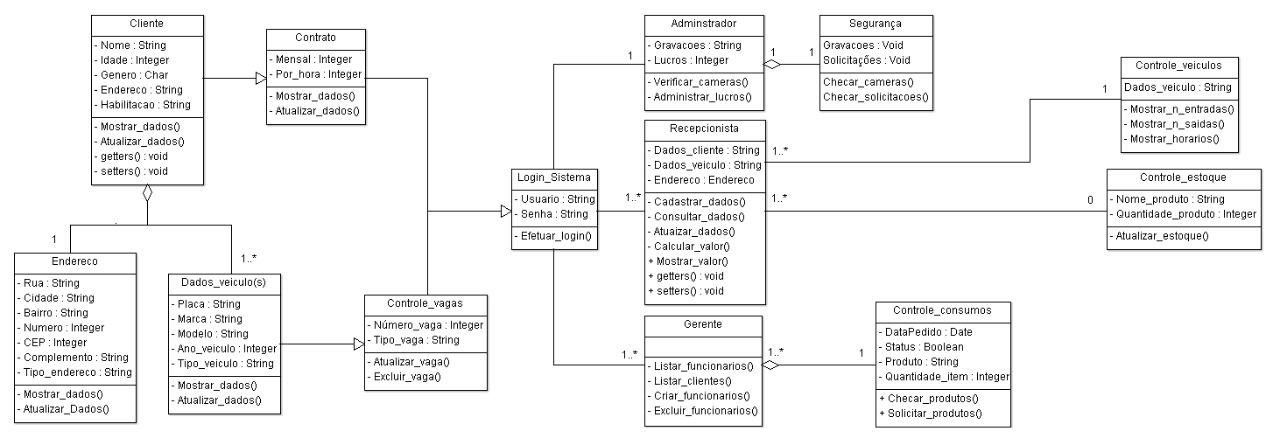 Cliente
- Nome : String
- Idade : Integer
- Genero : Char
- Endereco : String
- Habilitacao : String
- Mostrar_dados()
- Atualizar_dados()
- getters() : void
- setters() : void
Contrato
- Mensal : Integer
- Por_hora : Integer
- Mostrar_dados()
- Atualizar_dados()
1
1..*
Endereco
- Rua : String
- Cidade : String
- Bairro : String
- Numero : Integer
- CEP : Integer
- Complemento : String
- Tipo_endereco : String
- Mostrar_dados()
- Atualizar_Dados()
Dados_veiculo(s)
- Placa : String
- Marca : String
- Modelo : String
- Ano_veiculo : Integer
- Tipo_veiculo : String
- Mostrar_dados()
- Atualizar_dados()
Controle_vagas
- Número_vaga : Integer
- Tipo_vaga : String
- Atualizar_vaga()
- Excluir_vaga()
Login_Sistema
- Usuario : String
- Senha : String
- Efetuar_login()
1
1..*
1..*
Adminstrador
- Gravacoes : String
- Lucros : Integer
- Verificar_cameras()
- Administrar_lucros()
1
1
Segurança
Gravacoes : Void
Solicitações : Void
Checar_cameras()
Checar_solicitacoes()
Recepcionista
- Dados_cliente : String
- Dados_veiculo : String
- Endereco : Endereco
- Cadastrar_dados()
- Consultar_dados()
- Atuaizar_dados()
- Calcular_valor()
+ Mostrar_valor()
+ getters() : void
+ setters() : void
1..*
1
1..*
0
Controle_veiculos
Dados_veiculo : String
- Mostrar_n_entradas()
- Mostrar_n_saidas()
- Mostrar_horarios()
Controle_estoque
- Nome_produto : String
- Quantidade_produto : Integer
- Atualizar_estoque()
Gerente
- Listar_funcionarios()
- Listar_clientes()
- Criar_funcionarios()
- Excluir_funcionarios()
1..*
1
Controle_consumos
- DataPedido : Date
- Status : Boolean
- Produto : String
- Quantidade_item : Integer
+ Checar_produtos()
+ Solicitar_produtos()